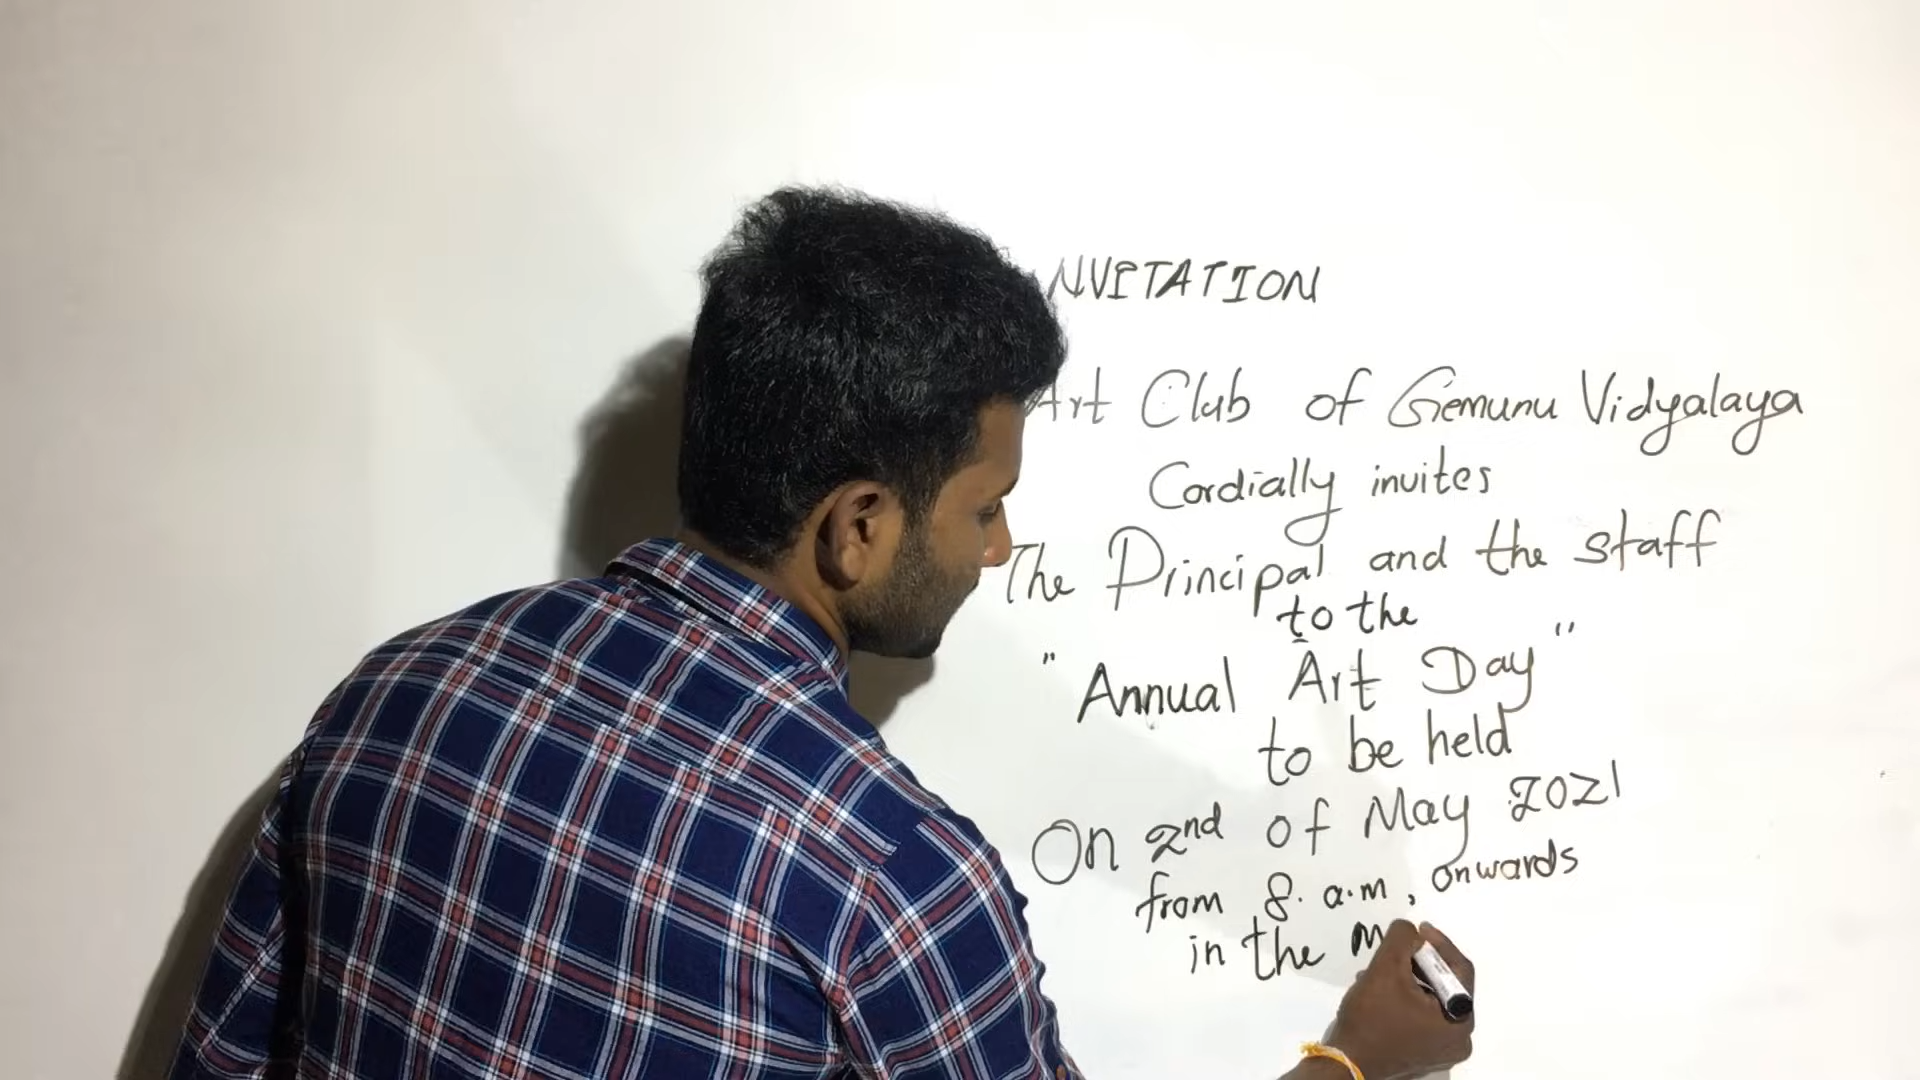 NVITATION
Art Club of Gemunu Vidyalaya
Cordially invites
The Principal and the staff
to the
"Annual Art Day"
to be held
On 2nd of May 2021
from 8. a.m, onwards
in the m